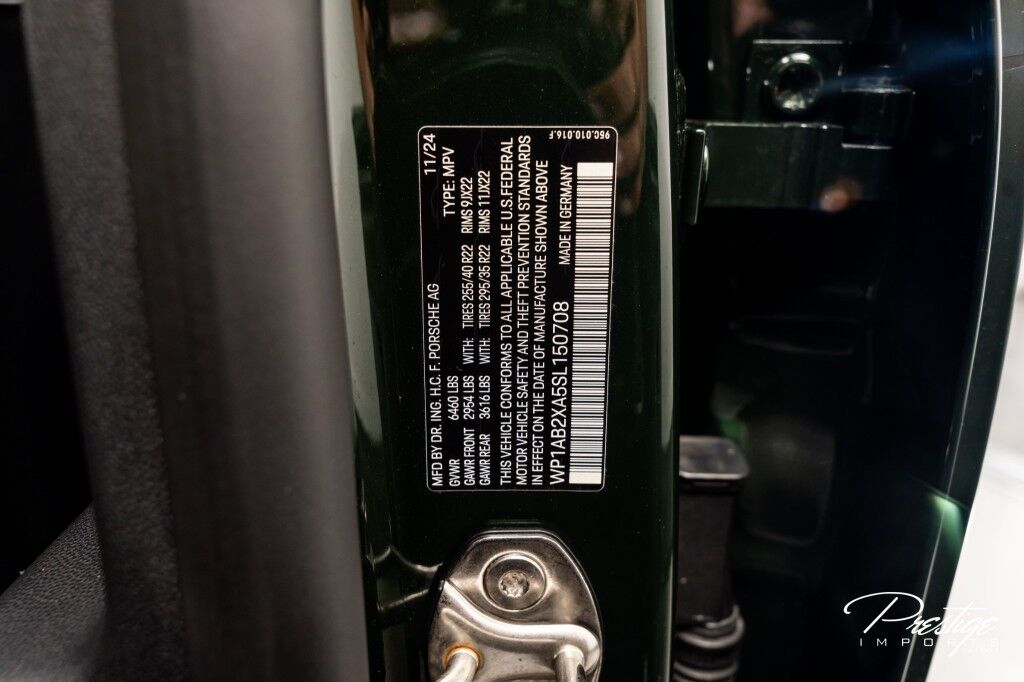 11/24
MFD BY DR. ING. H.C. F. PORSCHE AG
TYPE: MPV
GVWR 6460 LBS WITH: TIRES 255/40 R22 RIMS 9JX22
GAWR FRONT 2954 LBS WITH: TIRES 295/35 R22 RIMS 11JX22
GAWR REAR 3616 LBS
THIS VEHICLE CONFORMS TO ALL APPLICABLE U.S. FEDERAL
MOTOR VEHICLE SAFETY AND THEFT PREVENTION STANDARDS
IN EFFECT ON THE DATE OF MANUFACTURE SHOWN ABOVE
WP1AB2XA5SL150708 MADE IN GERMANY
95C.010.016.F
Prestige
IMPORTS